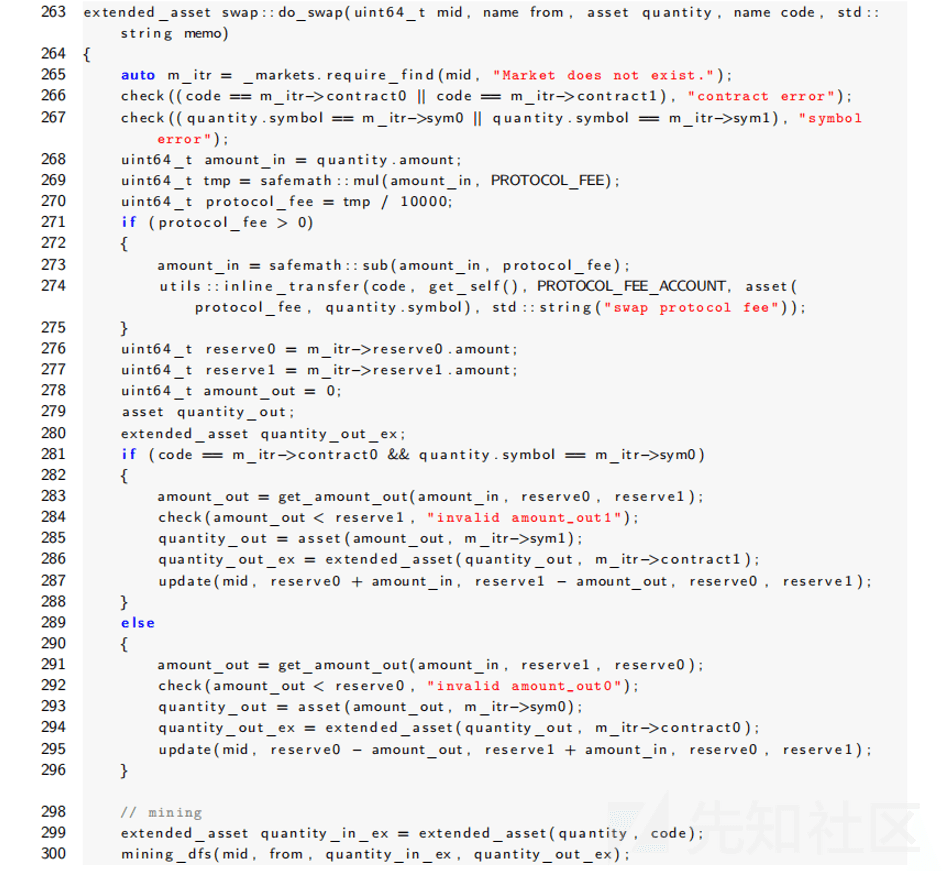 263 extended_asset swap::do_swap(uint64_t mid, name from, asset quantity, name code, std::
string memo)
264 {
265 auto m_itr = _markets.require_find(mid, "Market does not exist.");
266 check((code == m_itr->contract0 || code == m_itr->contract1), "contract error");
267 check((quantity.symbol == m_itr->sym0 || quantity.symbol == m_itr->sym1), "symbol
error");
268 uint64_t amount_in = quantity.amount;
269 uint64_t tmp = safemath::mul(amount_in, PROTOCOL_FEE);
270 uint64_t protocol_fee = tmp / 10000;
271 if (protocol_fee > 0)
272 {
273 amount_in = safemath::sub(amount_in, protocol_fee);
274 utils::inline_transfer(code, get_self(), PROTOCOL_FEE_ACCOUNT, asset(
protocol_fee, quantity.symbol), std::string("swap protocol fee"));
275 }
276 uint64_t reserve0 = m_itr->reserve0.amount;
277 uint64_t reserve1 = m_itr->reserve1.amount;
278 uint64_t amount_out = 0;
279 asset quantity_out;
280 extended_asset quantity_out_ex;
281 if (code == m_itr->contract0 && quantity.symbol == m_itr->sym0)
282 {
283 amount_out = get_amount_out(amount_in, reserve0, reserve1);
284 check(amount_out < reserve1, "invalid amount_out1");
285 quantity_out = asset(amount_out, m_itr->sym1);
286 quantity_out_ex = extended_asset(quantity_out, m_itr->contract1);
287 update(mid, reserve0 + amount_in, reserve1 - amount_out, reserve0, reserve1);
288 }
289 else
290 {
291 amount_out = get_amount_out(amount_in, reserve1, reserve0);
292 check(amount_out < reserve0, "invalid amount_out0");
293 quantity_out = asset(amount_out, m_itr->sym0);
294 quantity_out_ex = extended_asset(quantity_out, m_itr->contract0);
295 update(mid, reserve0 - amount_out, reserve1 + amount_in, reserve0, reserve1);
296 }
298 // mining
299 extended_asset quantity_in_ex = extended_asset(quantity, code);
300 mining_dfs(mid, from, quantity_in_ex, quantity_out_ex);
先知社区